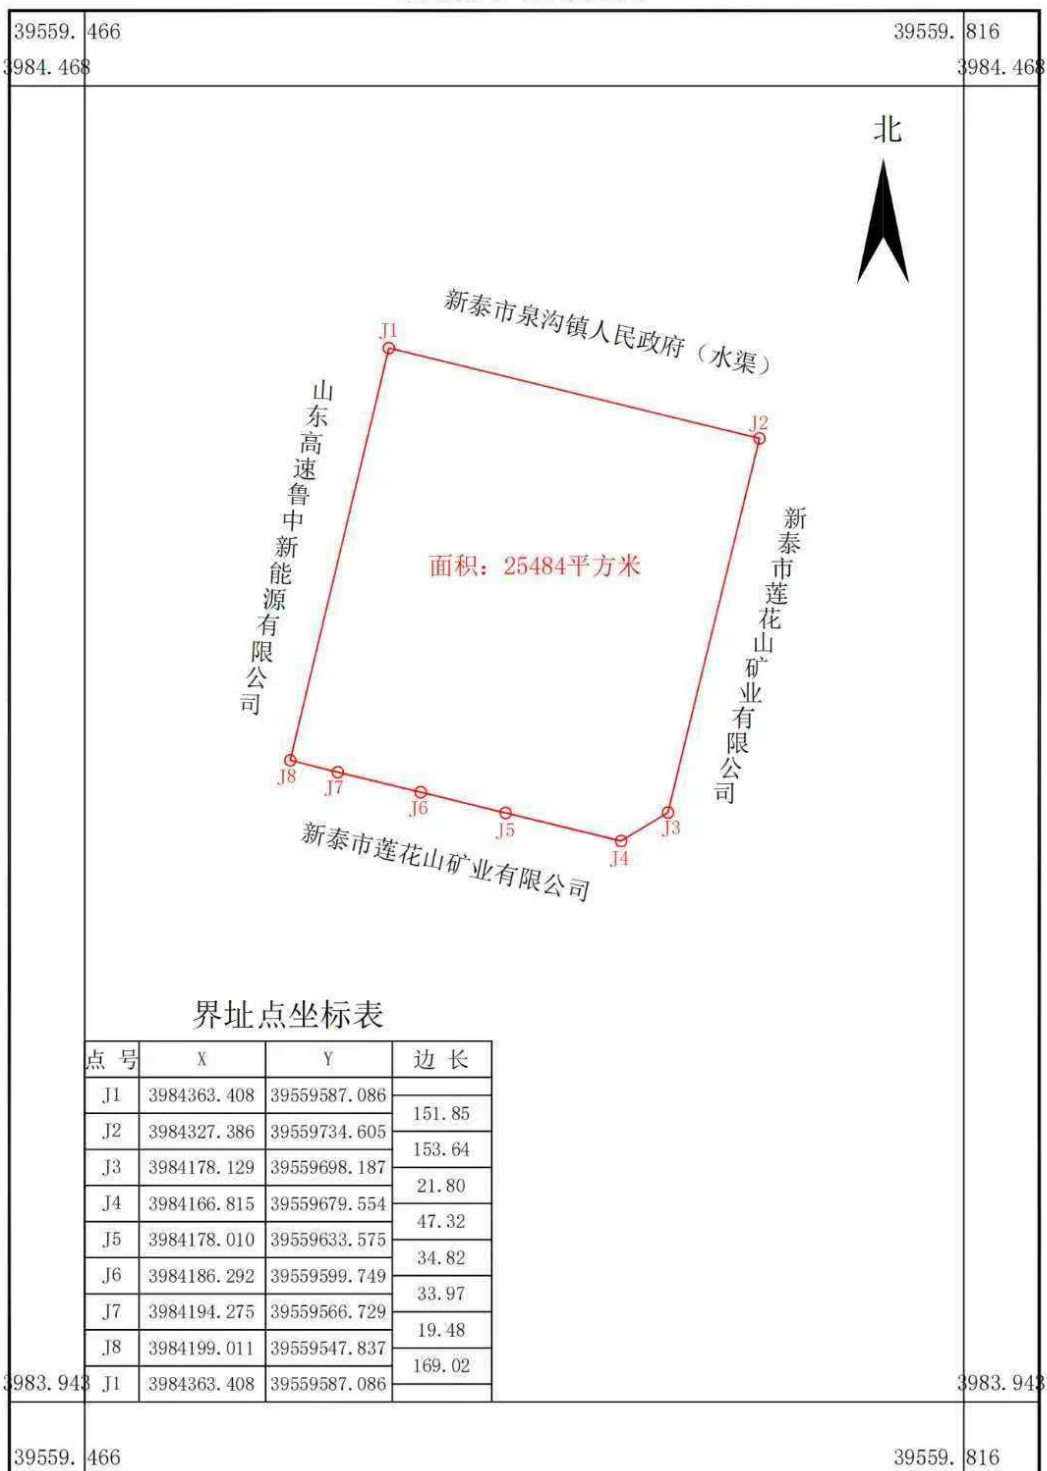 39559. 466
39559. 816
3984. 468
3984. 468
北
新泰市泉沟镇人民政府（水渠）
J1
J2
山东高速鲁中新能源有限公司
新泰市莲花山矿业有限公司
面积：25484平方米
J8
J7
J6
J5
J4
J3
新泰市莲花山矿业有限公司
界址点坐标表
点 号 X Y 边 长
J1 3984363.408 39559587.086
151.85
J2 3984327.386 39559734.605
153.64
J3 3984178.129 39559698.187
21.80
J4 3984166.815 39559679.554
47.32
J5 3984178.010 39559633.575
34.82
J6 3984186.292 39559599.749
33.97
J7 3984194.275 39559566.729
19.48
J8 3984199.011 39559547.837
169.02
J1 3984363.408 39559587.086
3983. 943
3983. 943
39559. 466
39559. 816